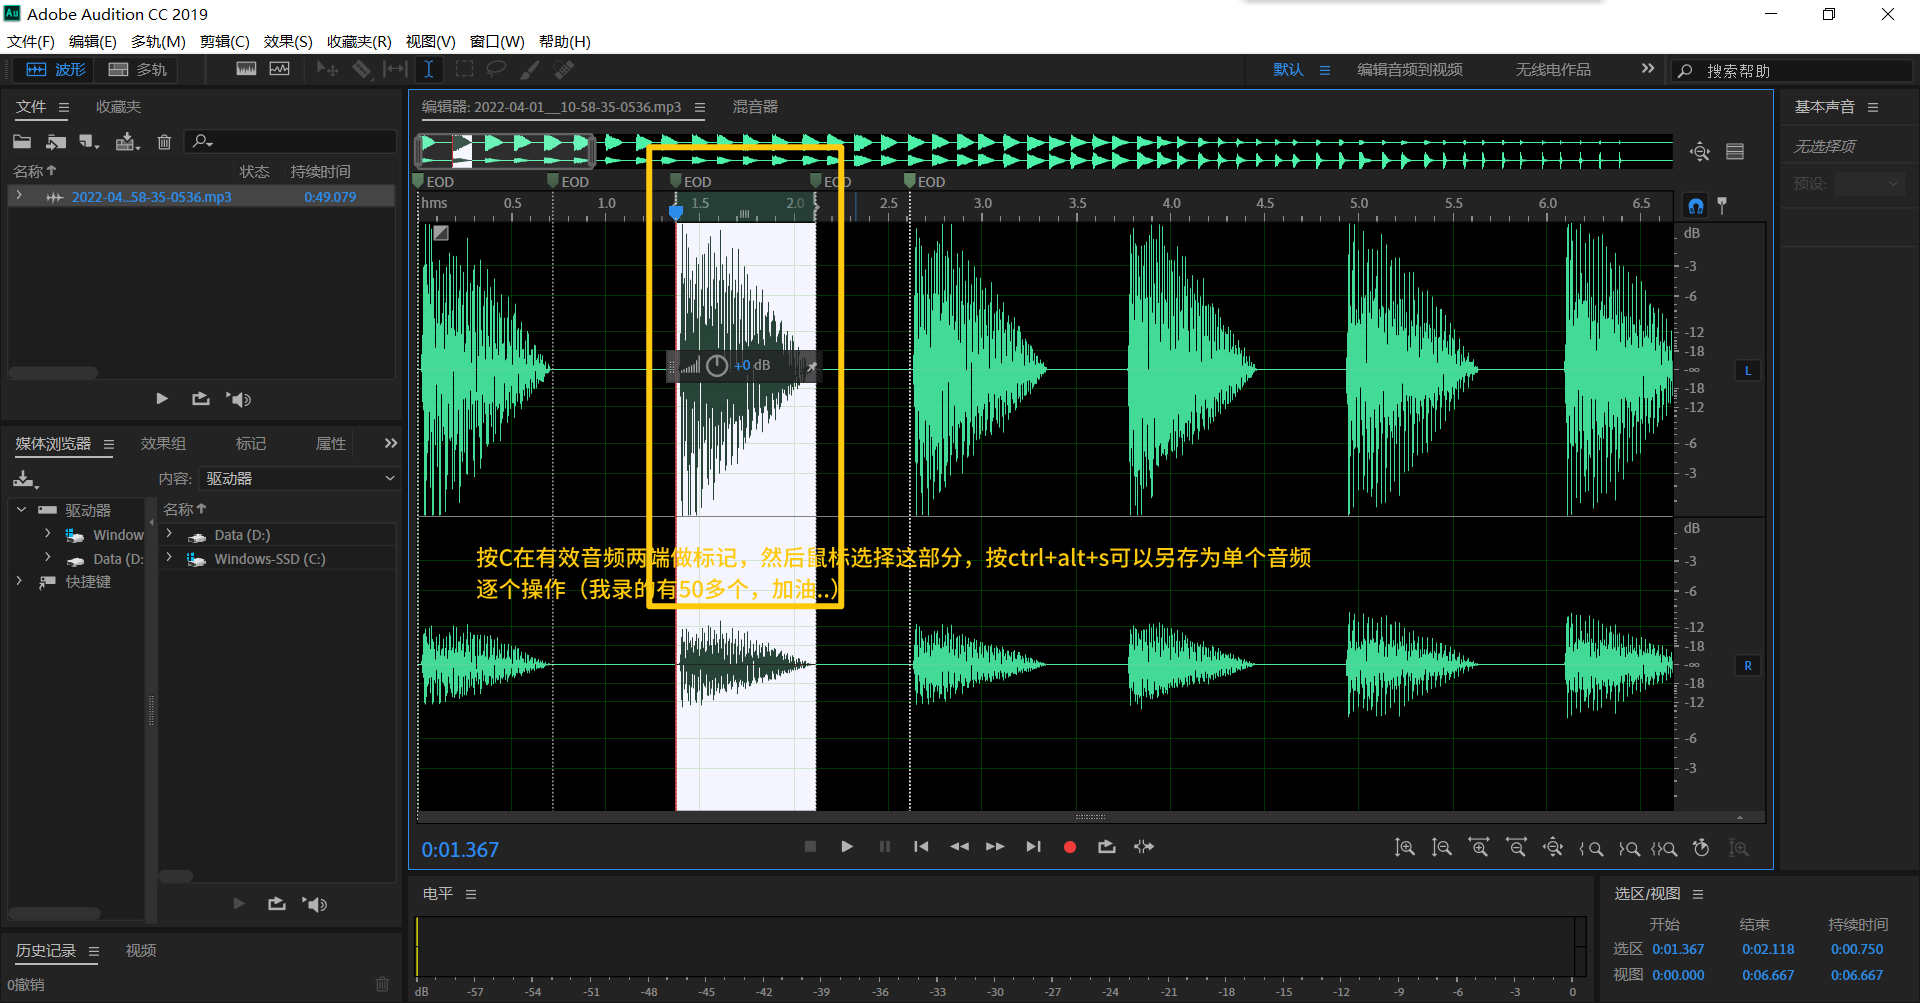 Au Adobe Audition CC 2019
文件(F) 编辑(E) 多轨(M) 剪辑(C) 效果(S) 收藏夹(R) 视图(V) 窗口(W) 帮助(H)
波形 多轨 默认 编辑音频到视频 无线电作品 搜索帮助
文件 收藏夹
名称 状态 持续时间
2022-04...58-35-0536.mp3 0:49.079
媒体浏览器 效果组 标记 属性
内容: 驱动器
驱动器
Window
Data (D:
快捷键
名称
Data (D:)
Windows-SSD (C:)
历史记录 视频
0撤销
编辑器: 2022-04-01__10-58-35-0536.mp3 混音器
EOD EOD EOD EOD EOD
hms 0.5 1.0 1.5 2.0 2.5 3.0 3.5 4.0 4.5 5.0 5.5 6.0 6.5
dB
-3
-6
-12
-18
-∞
-18
-12
-6
-3
L
+0 dB
按C在有效音频两端做标记，然后鼠标选择这部分，按ctrl+alt+s可以另存为单个音频
逐个操作（我录的有50多个，加油..）
dB
-3
-6
-12
-18
-∞
-18
-12
-6
-3
R
0:01.367
电平
dB -57 -54 -51 -48 -45 -42 -39 -36 -33 -30 -27 -24 -21 -18 -15 -12 -9 -6 -3 0
基本声音
无选择项
预设:
选区/视图
开始 结束 持续时间
选区 0:01.367 0:02.118 0:00.750
视图 0:00.000 0:06.667 0:06.667